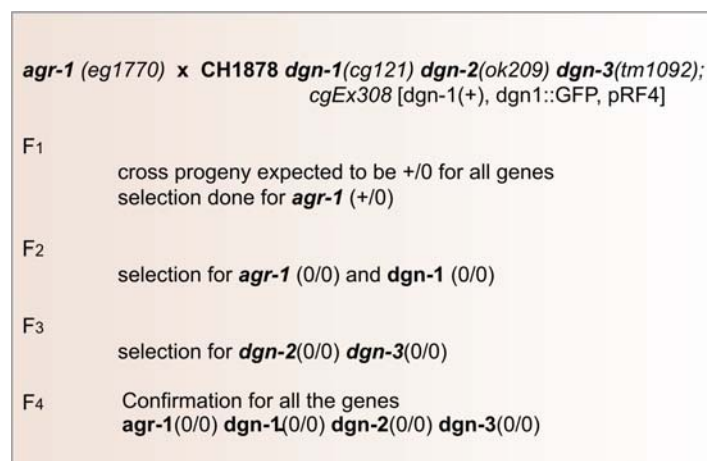 agr-1 (eg1770) x CH1878 dgn-1(cg121) dgn-2(ok209) dgn-3(tm1092);
cgEx308 [dgn-1(+), dgn1::GFP, pRF4]
F1
cross progeny expected to be +/0 for all genes
selection done for agr-1 (+/0)
F2
selection for agr-1 (0/0) and dgn-1 (0/0)
F3
selection for dgn-2(0/0) dgn-3(0/0)
F4 Confirmation for all the genes
agr-1(0/0) dgn-1(0/0) dgn-2(0/0) dgn-3(0/0)